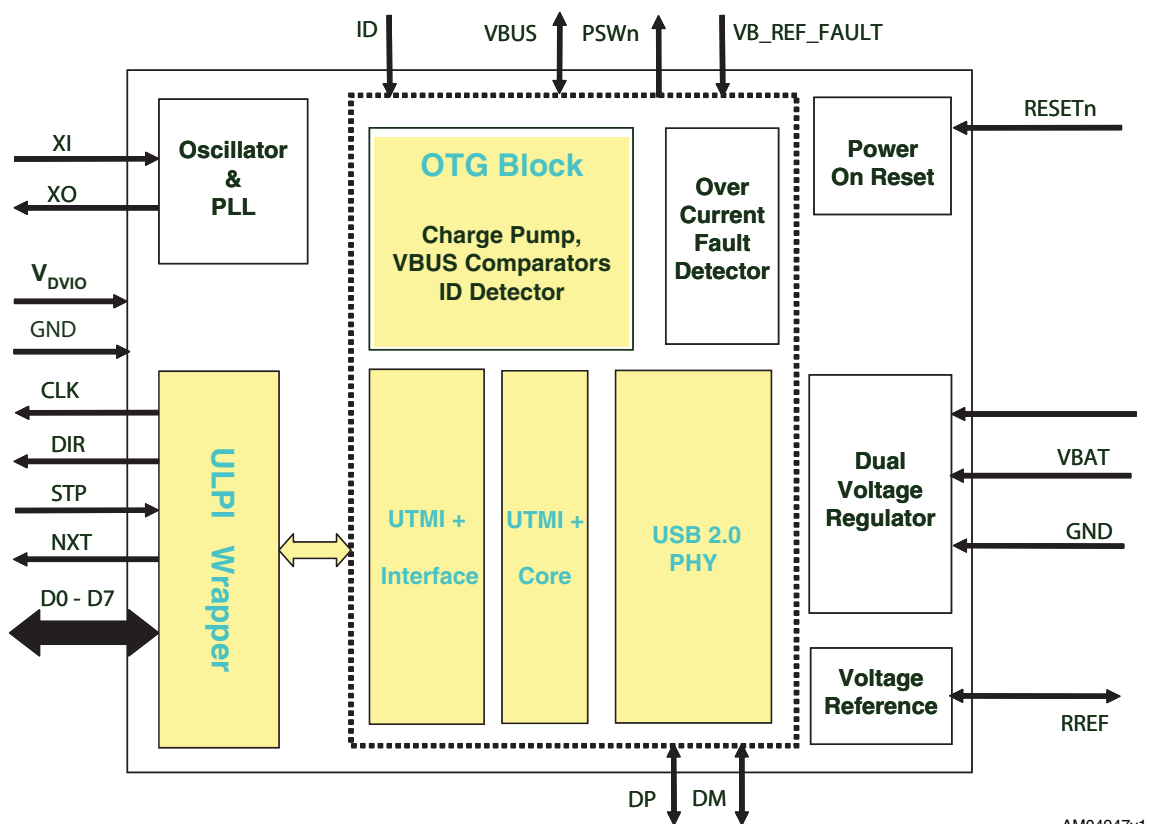 ID
VBUS
PSWn
VB_REF_FAULT
XI
XO
Oscillator
&
PLL
OTG Block
Charge Pump,
VBUS Comparators
ID Detector
Over
Current
Fault
Detector
Power
On Reset
RESETn
VDVIO
GND
CLK
DIR
STP
NXT
D0 - D7
ULPI Wrapper
UTMI +
Interface
UTMI +
Core
USB 2.0
PHY
Dual
Voltage
Regulator
VBAT
GND
Voltage
Reference
RREF
DP
DM